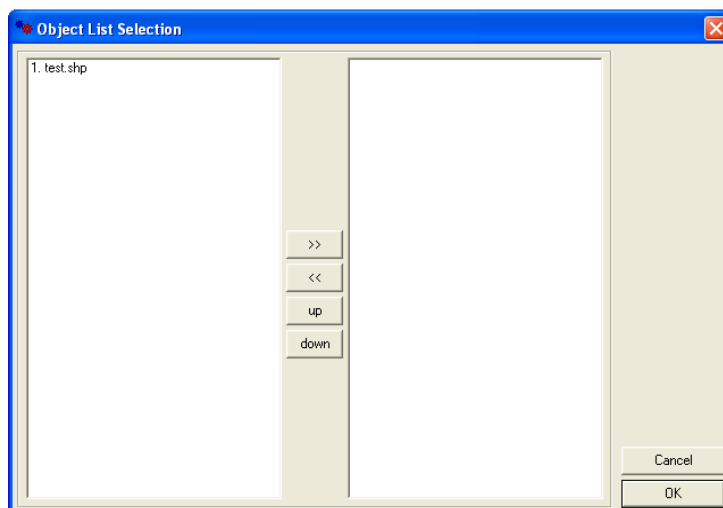 Object List Selection
1. test.shp
>>
<<
up
down
Cancel
OK